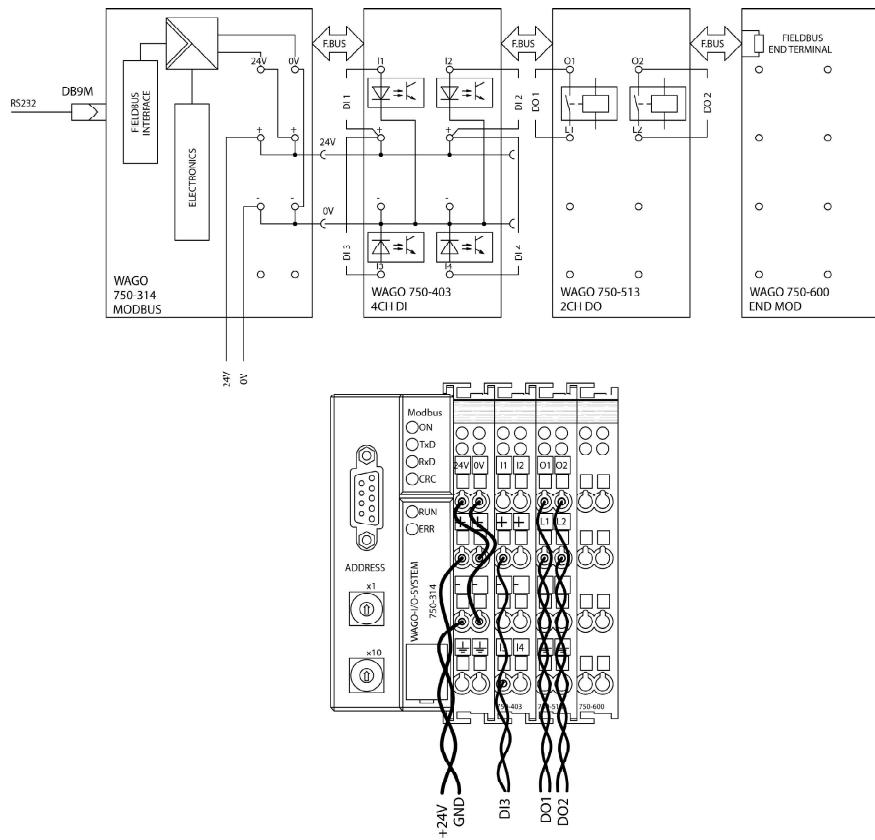 24V 0V
F.BUS
I1 I2
F.BUS
O1 O2
F.BUS
FIELDBUS
END TERMINAL
RS232
DB9M
FIELDBUS
INTERFACE
ELECTRONICS
DI 1
DI 2
DO 1
DO 2
L1 L2
+ +
24V
+ +
- -
0V
- -
DI 3
DI 4
I3 I4
WAGO
750-314
MODBUS
WAGO 750-403
4CH DI
WAGO 750-513
2CH DO
WAGO 750-600
END MOD
24V
0V
Modbus
ON
TxD
RxD
CRC
RUN
ERR
ADDRESS
x1
x10
WAGO-I/O-SYSTEM
750-314
24V 0V I1 I2 O1 O2
+ + + + L1 L2
I3 I4
750-403
750-600
+24V
GND
DI3
DO1
DO2